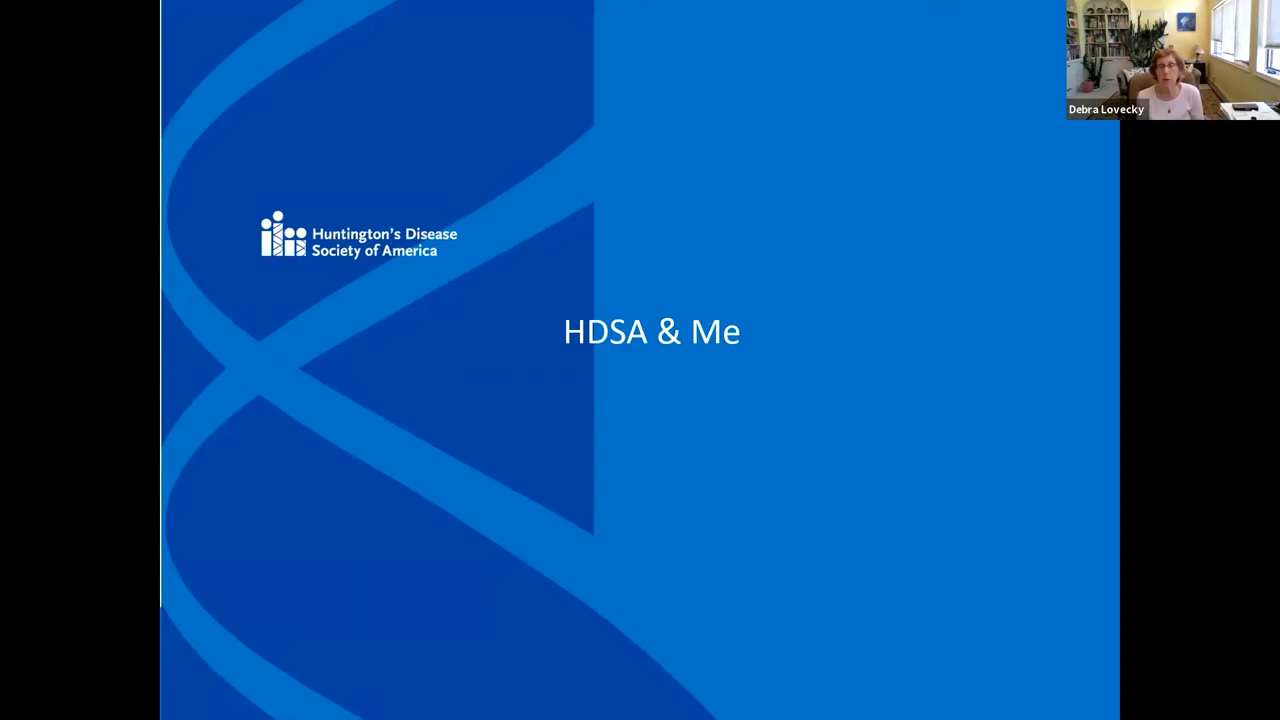 Debra Lovecky
Huntington's Disease
Society of America
HDSA & Me